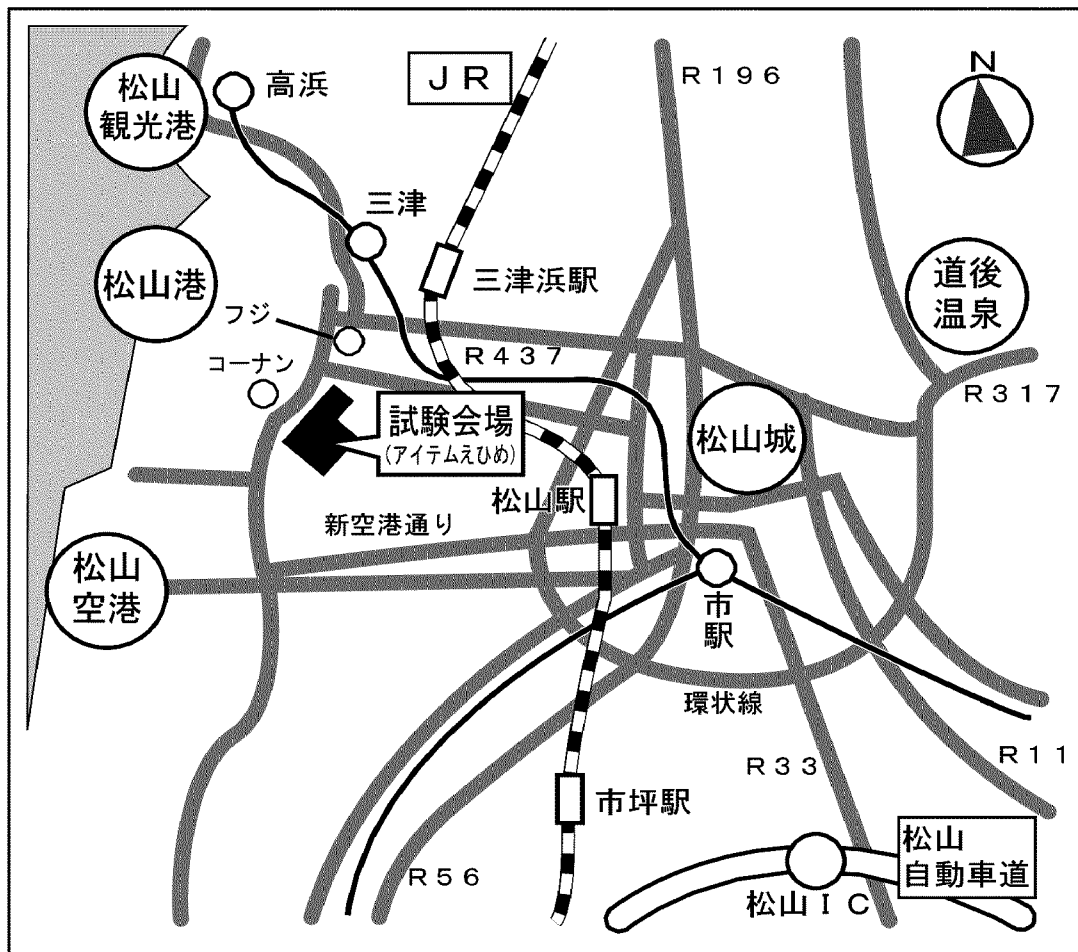 ＪＲ
R１９６
N
松山
観光港
高浜
三津
松山港
三津浜駅
道後
温泉
フジ
R４３７
コーナン
R３１７
試験会場
(アイテムえひめ)
松山城
松山駅
新空港通り
松山
空港
市
駅
環状線
R３３
R１１
市坪駅
R５６
松山
自動車道
松山ＩＣ